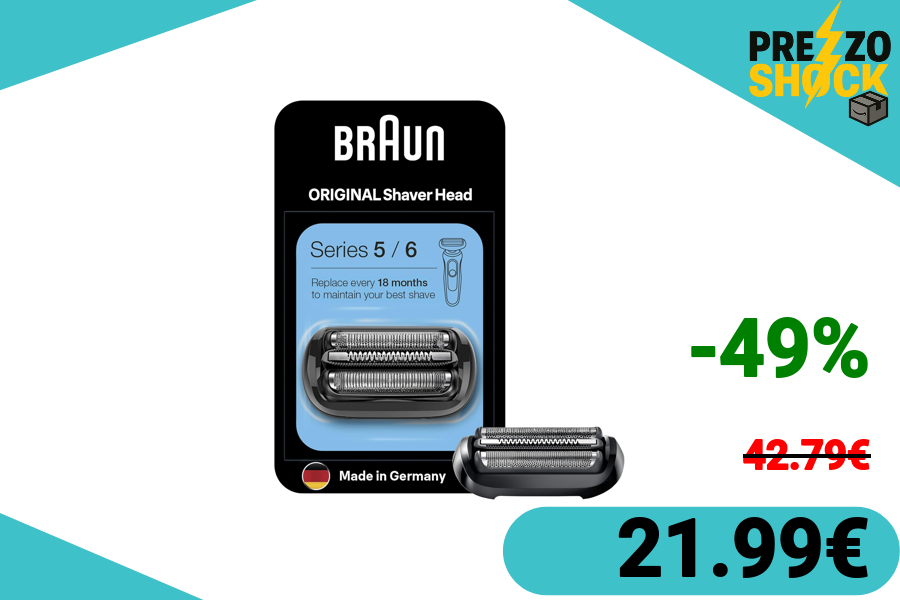 PREZZO
SHOCK
BRAUN
ORIGINAL Shaver Head
Series 5 / 6
Replace every 18 months
to maintain your best shave
Made in Germany
-49%
42.79€
21.99€